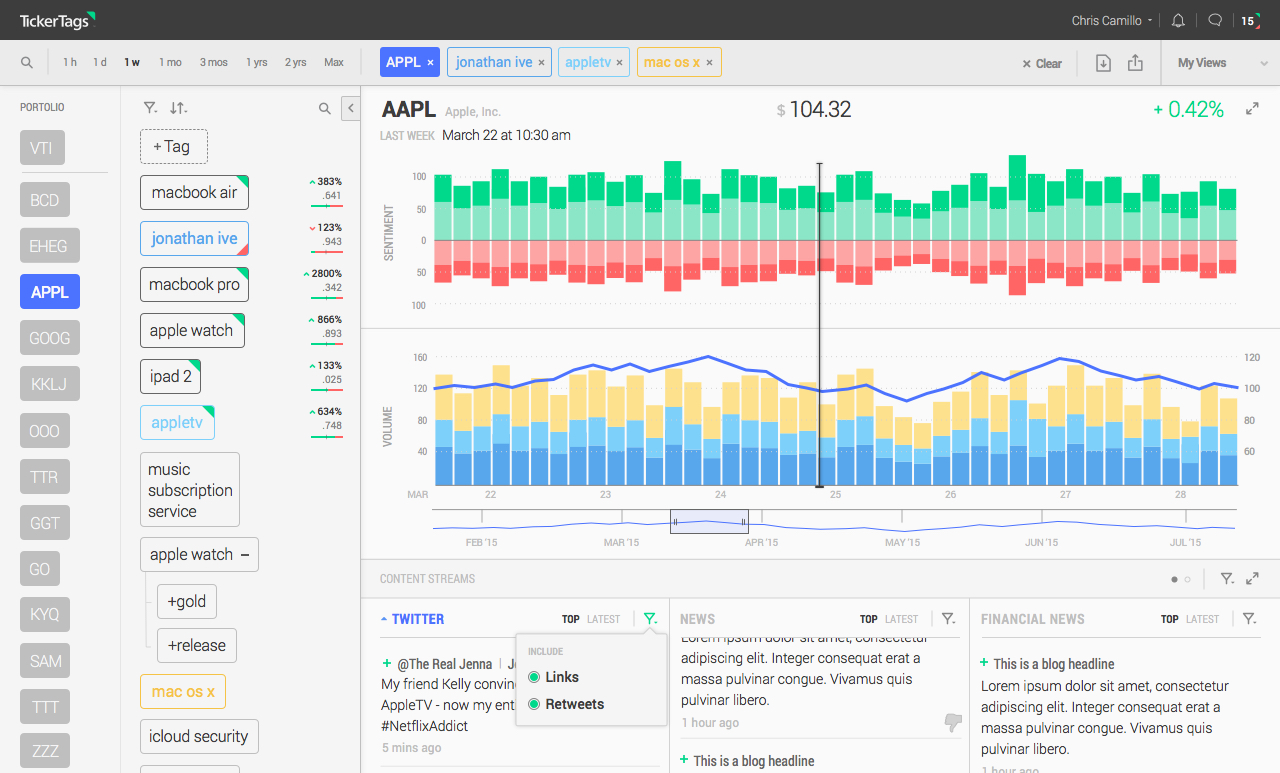 TickerTags
Chris Camillo
15
1 h
1 d
1 w
1 mo
3 mos
1 yrs
2 yrs
Max
APPL ×
jonathan ive ×
appletv ×
mac os x ×
× Clear
My Views
PORTOLIO
VTI
BCD
EHEG
APPL
GOOG
KKLJ
OOO
TTR
GGT
GO
KYQ
SAM
TTT
ZZZ
+ Tag
macbook air
383%
.641
jonathan ive
123%
.943
macbook pro
2800%
.342
apple watch
866%
.893
ipad 2
133%
.025
appletv
634%
.748
music
subscription
service
apple watch –
+gold
+release
mac os x
icloud security
AAPL Apple, Inc.
$ 104.32
+ 0.42%
LAST WEEK March 22 at 10:30 am
SENTIMENT
100
50
0
50
100
VOLUME
160
120
80
40
120
100
80
60
MAR
22
23
24
25
26
27
28
FEB '15
MAR '15
APR '15
MAY'15
JUN '15
JUL '15
CONTENT STREAMS
TWITTER
TOP LATEST
INCLUDE
Links
Retweets
+ @The Real Jenna | J
My friend Kelly convin
AppleTV - now my ent
#NetflixAddict
5 mins ago
NEWS
TOP LATEST
Lorem ipsum dolor sit amet, consectetur
adipiscing elit. Integer consequat erat a
massa pulvinar congue. Vivamus quis
pulvinar libero.
1 hour ago
+ This is a blog headline
FINANCIAL NEWS
TOP LATEST
+ This is a blog headline
Lorem ipsum dolor sit amet, consectetur
adipiscing elit. Integer consequat erat a
massa pulvinar congue. Vivamus quis
pulvinar libero.
1 hour ago